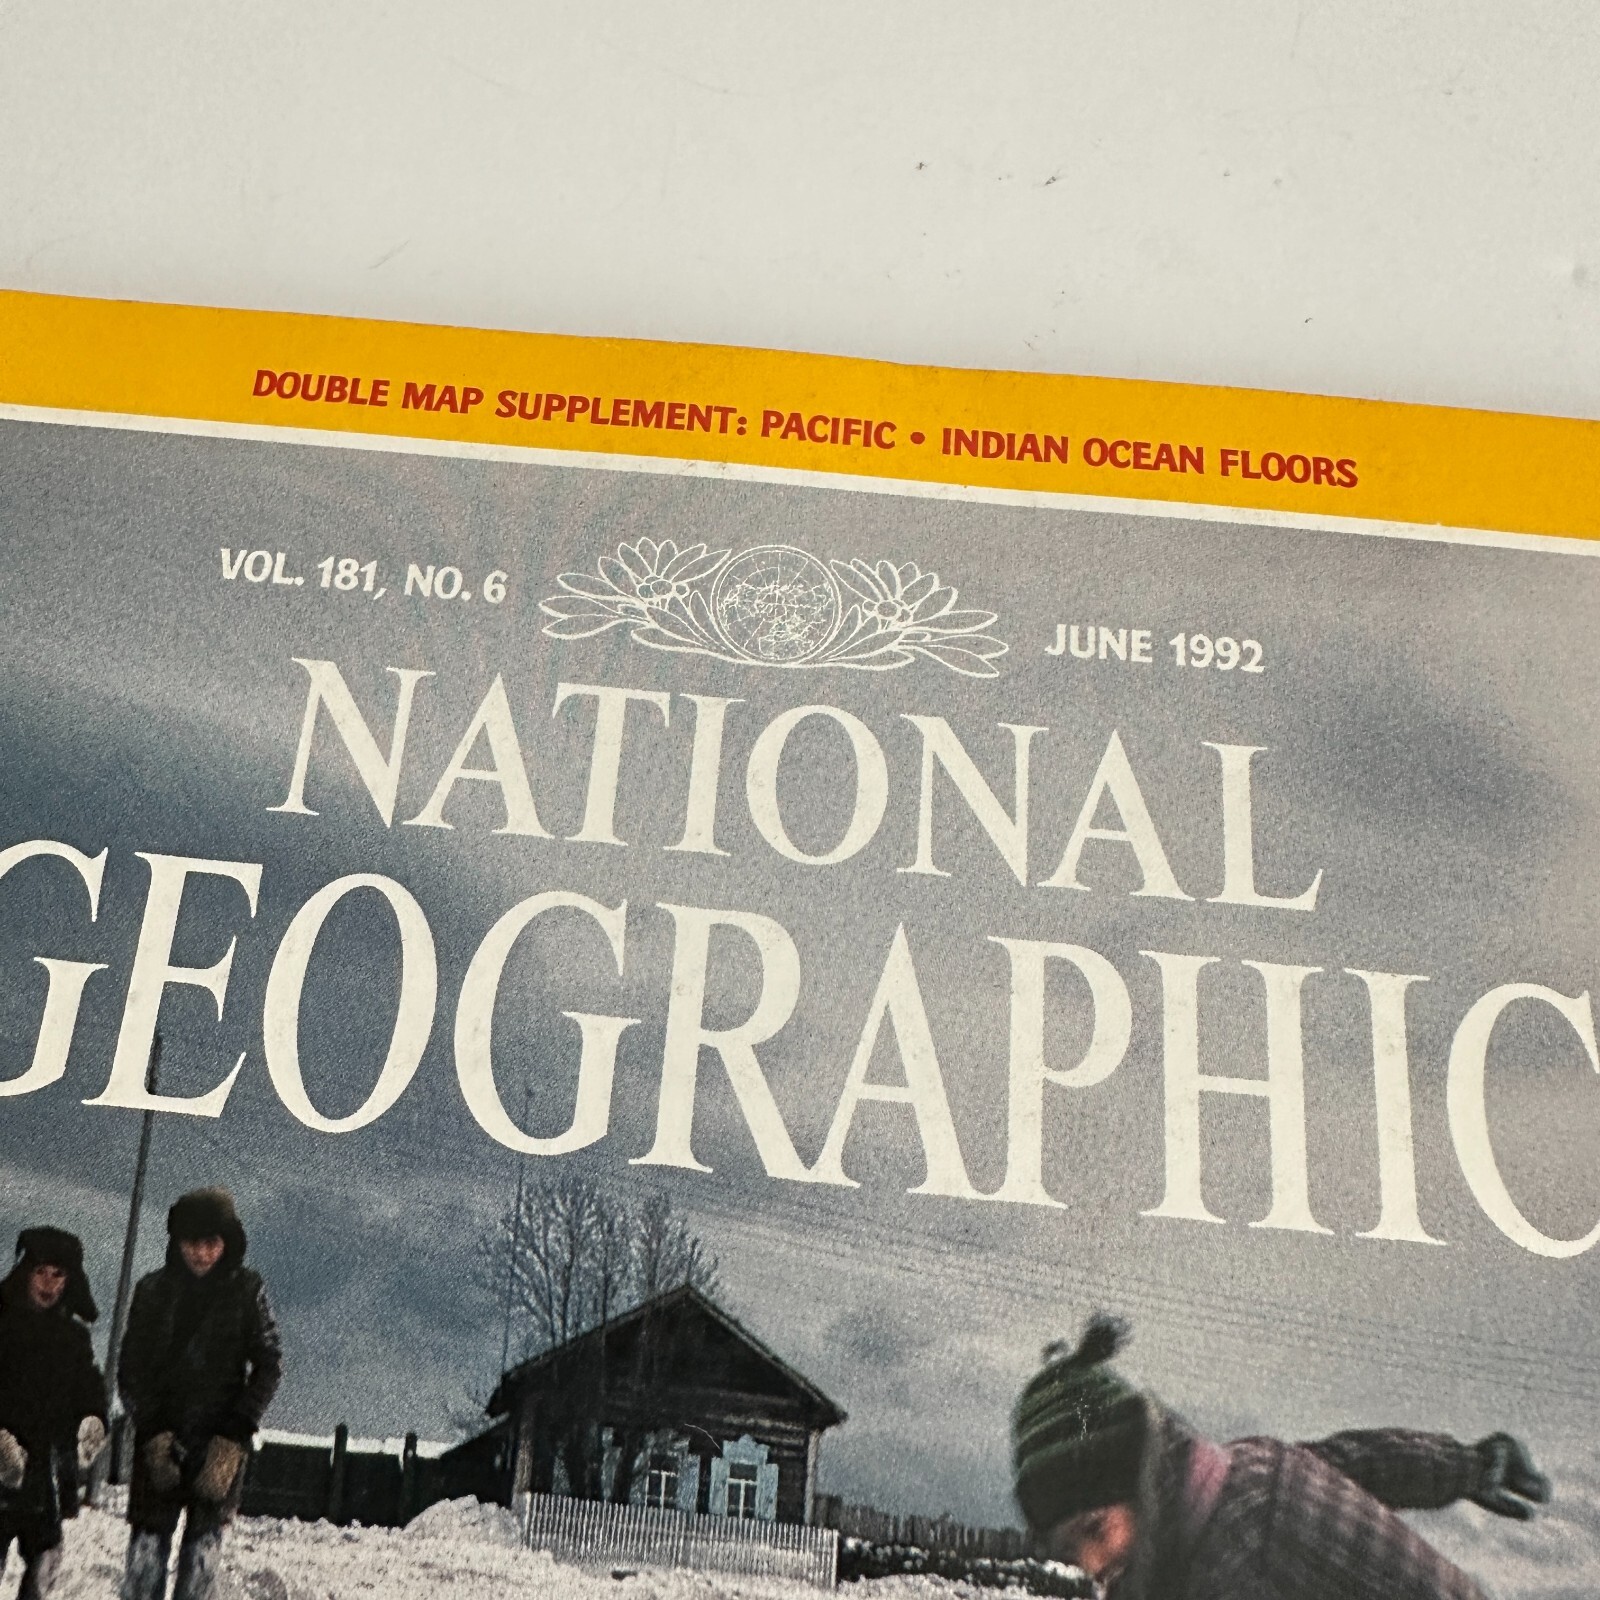 DOUBLE MAP SUPPLEMENT: PACIFIC • INDIAN OCEAN FLOORS
VOL. 181, NO. 6
JUNE 1992
NATIONAL
GEOGRAPHIC